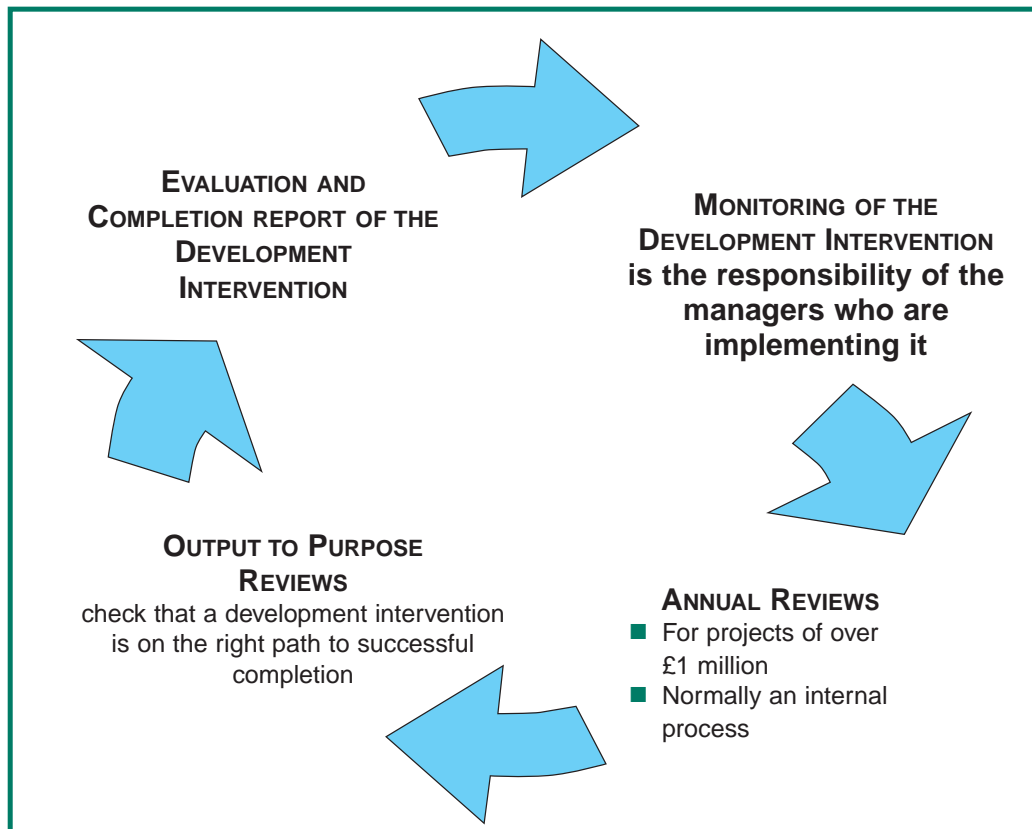 EVALUATION AND
COMPLETION REPORT OF THE
DEVELOPMENT
INTERVENTION
MONITORING OF THE
DEVELOPMENT INTERVENTION
is the responsibility of the
managers who are
implementing it
ANNUAL REVIEWS
■ For projects of over
£1 million
■ Normally an internal
process
OUTPUT TO PURPOSE
REVIEWS
check that a development intervention
is on the right path to successful
completion